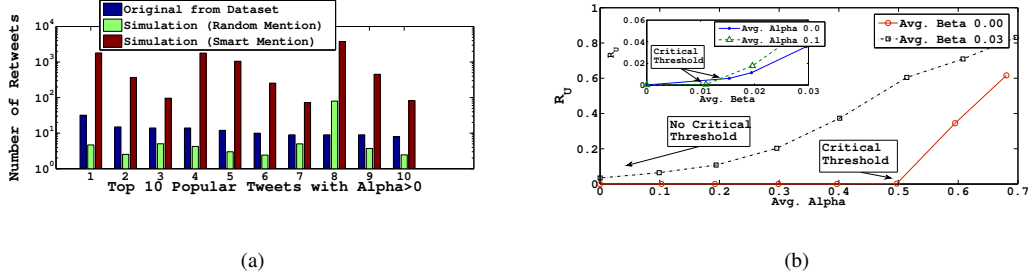 Original from Dataset
Simulation (Random Mention)
Simulation (Smart Mention)
Number of Retweets
10^4
10^3
10^2
10^1
10^0
1 2 3 4 5 6 7 8 9 10
Top 10 Popular Tweets with Alpha>0
(a)
R_U
1
0.8
0.6
0.4
0.2
0
0 0.1 0.2 0.3 0.4 0.5 0.6 0.7
Avg. Alpha
Avg. Beta 0.00
Avg. Beta 0.03
No Critical
Threshold
Critical
Threshold
R_U
0.06
0.04
0.02
0.00
0.00 0.01 0.02 0.03
Avg. Beta
Avg. Alpha 0.0
Avg. Alpha 0.1
Critical
Threshold
(b)